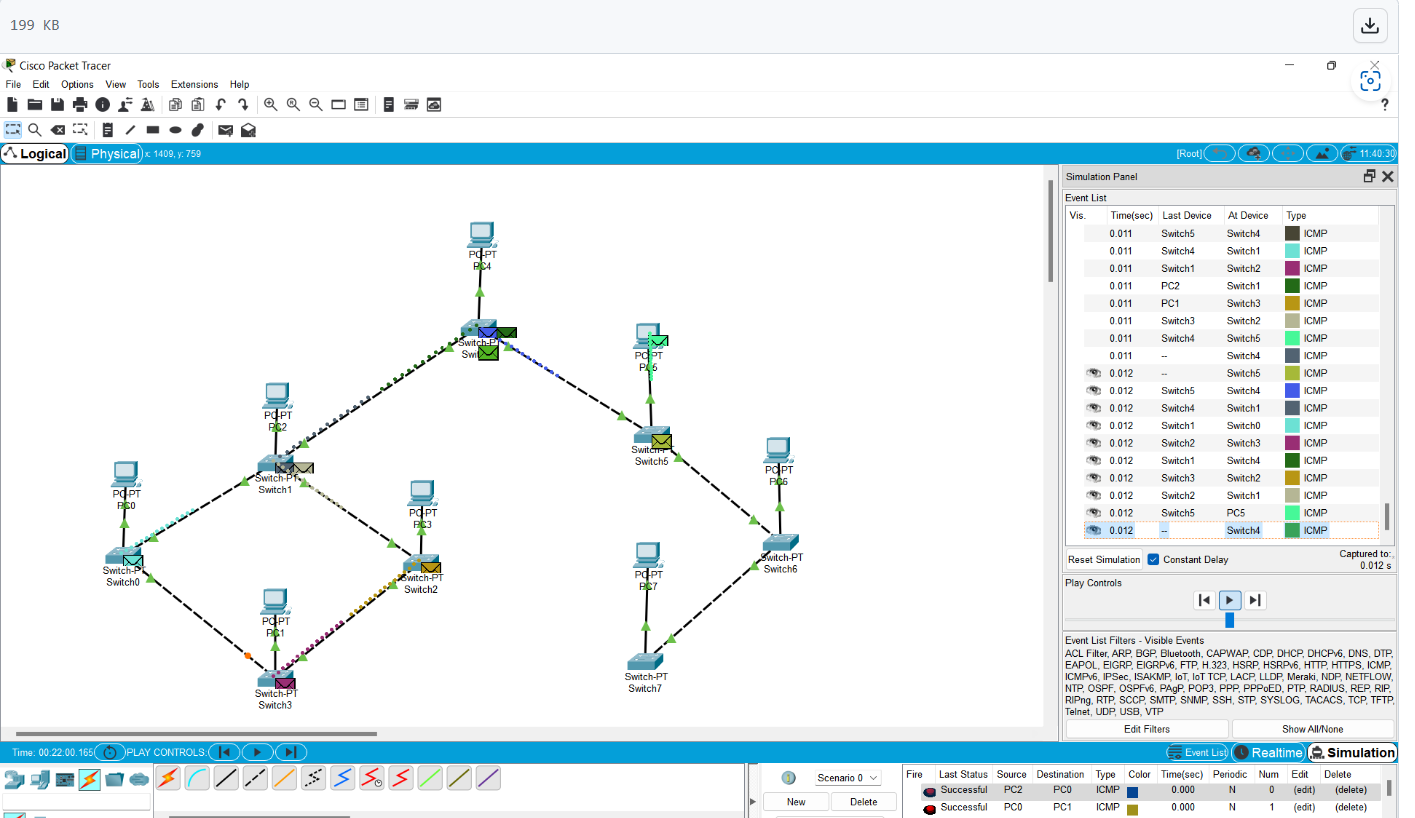 199 KB
Cisco Packet Tracer
File Edit Options View Tools Extensions Help
?
Logical Physical x: 1409, y: 759 [Root] 11:40:30
PC-PT
PC4
Switch-PT
PC-PT
PC-PT
PC2
Switch5
PC-PT
PC6
Switch-PT
Switch1
PC-PT
PC0
PC-PT
PC3
Switch-PT
Switch6
Switch0
Switch-PT
Switch2
PC-PT
PC7
PC-PT
PC1
Switch-PT
Switch7
Switch-PT
Switch3
Simulation Panel
Event List
Vis. Time(sec) Last Device At Device Type
0.011 Switch5 Switch4 ICMP
0.011 Switch4 Switch1 ICMP
0.011 Switch1 Switch2 ICMP
0.011 PC2 Switch1 ICMP
0.011 PC1 Switch3 ICMP
0.011 Switch3 Switch2 ICMP
0.011 Switch4 Switch5 ICMP
0.011 -- Switch4 ICMP
0.012 -- Switch5 ICMP
0.012 Switch5 Switch4 ICMP
0.012 Switch4 Switch1 ICMP
0.012 Switch1 Switch0 ICMP
0.012 Switch2 Switch3 ICMP
0.012 Switch1 Switch4 ICMP
0.012 Switch3 Switch2 ICMP
0.012 Switch2 Switch1 ICMP
0.012 Switch5 PC5 ICMP
0.012 -- Switch4 ICMP
Reset Simulation Constant Delay Captured to:
0.012 s
Play Controls
Event List Filters - Visible Events
ACL Filter, ARP, BGP, Bluetooth, CAPWAP, CDP, DHCP, DHCPv6, DNS, DTP,
EAPOL, EIGRP, EIGRPv6, FTP, H.323, HSRP, HSRPv6, HTTP, HTTPS, ICMP,
ICMPv6, IPSec, ISAKMP, IoT, IoT TCP, LACP, LLDP, Meraki, NDP, NETFLOW,
NTP, OSPF, OSPFv6, PAgP, POP3, PPP, PPPoED, PTP, RADIUS, REP, RIP,
RIPng, RTP, SCCP, SMTP, SNMP, SSH, STP, SYSLOG, TACACS, TCP, TFTP,
Telnet, UDP, USB, VTP
Edit Filters Show All/None
Time: 00:22:00.165 PLAY CONTROLS: Event List Realtime Simulation
Scenario 0
New Delete
Fire Last Status Source Destination Type Color Time(sec) Periodic Num Edit Delete
Successful PC2 PC0 ICMP 0.000 N 0 (edit) (delete)
Successful PC0 PC1 ICMP 0.000 N 1 (edit) (delete)